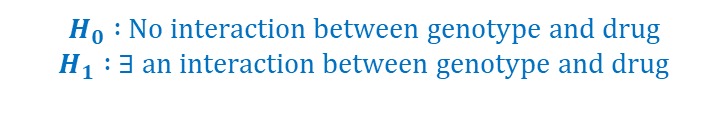 H₀ : No interaction between genotype and drug
H₁ : ∃ an interaction between genotype and drug